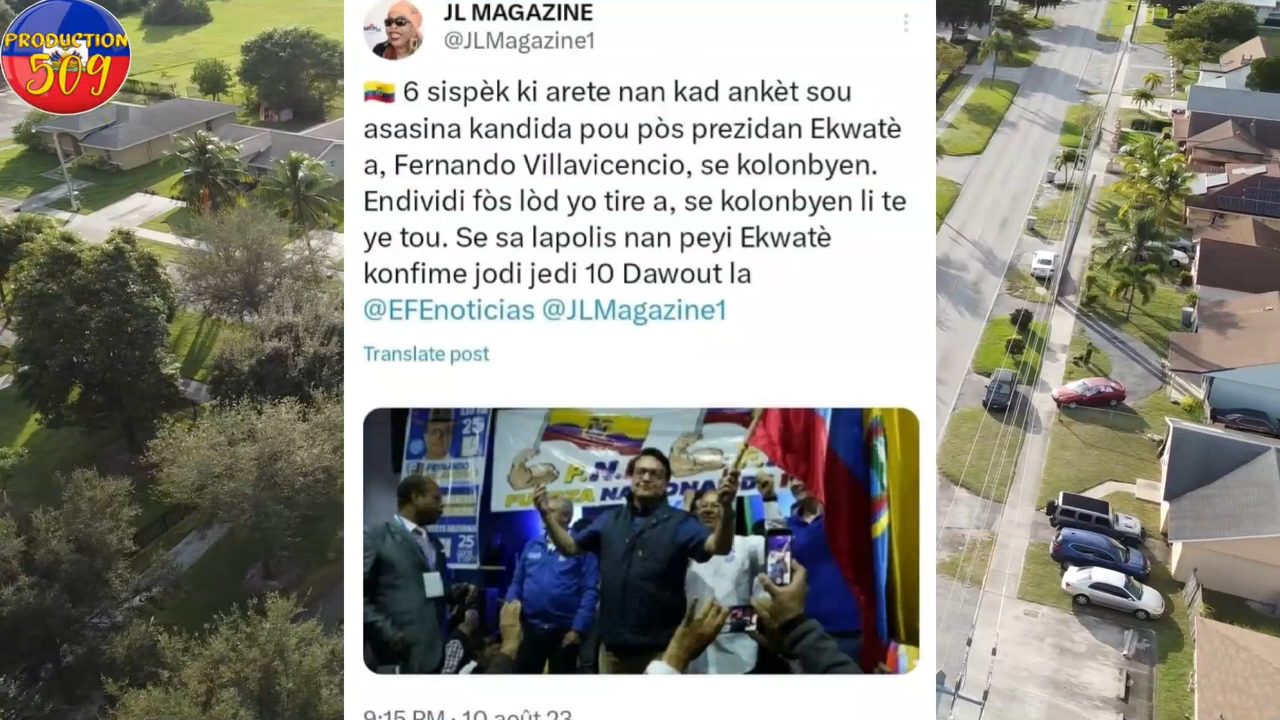 PRODUCTION
509
JL MAGAZINE
@JLMagazine1
🇪🇨 6 sispèk ki arete nan kad ankèt sou
asasina kandida pou pòs prezidan Ekwatè
a, Fernando Villavicencio, se kolonbyen.
Endividi fòs lòd yo tire a, se kolonbyen li te
ye tou. Se sa lapolis nan peyi Ekwatè
konfime jodi jedi 10 Dawout la
@EFEnoticias @JLMagazine1
Translate post
25
FERNANDO
25
9:15 PM · 10 août 23